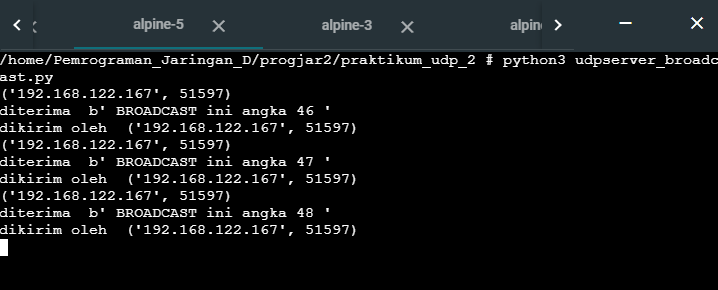 alpine-5
alpine-3
alpin
/home/Pemrograman_Jaringan_D/progjar2/praktikum_udp_2 # python3 udpserver_broadc
ast.py
('192.168.122.167', 51597)
diterima  b' BROADCAST ini angka 46 '
dikirim oleh  ('192.168.122.167', 51597)
('192.168.122.167', 51597)
diterima  b' BROADCAST ini angka 47 '
dikirim oleh  ('192.168.122.167', 51597)
('192.168.122.167', 51597)
diterima  b' BROADCAST ini angka 48 '
dikirim oleh  ('192.168.122.167', 51597)